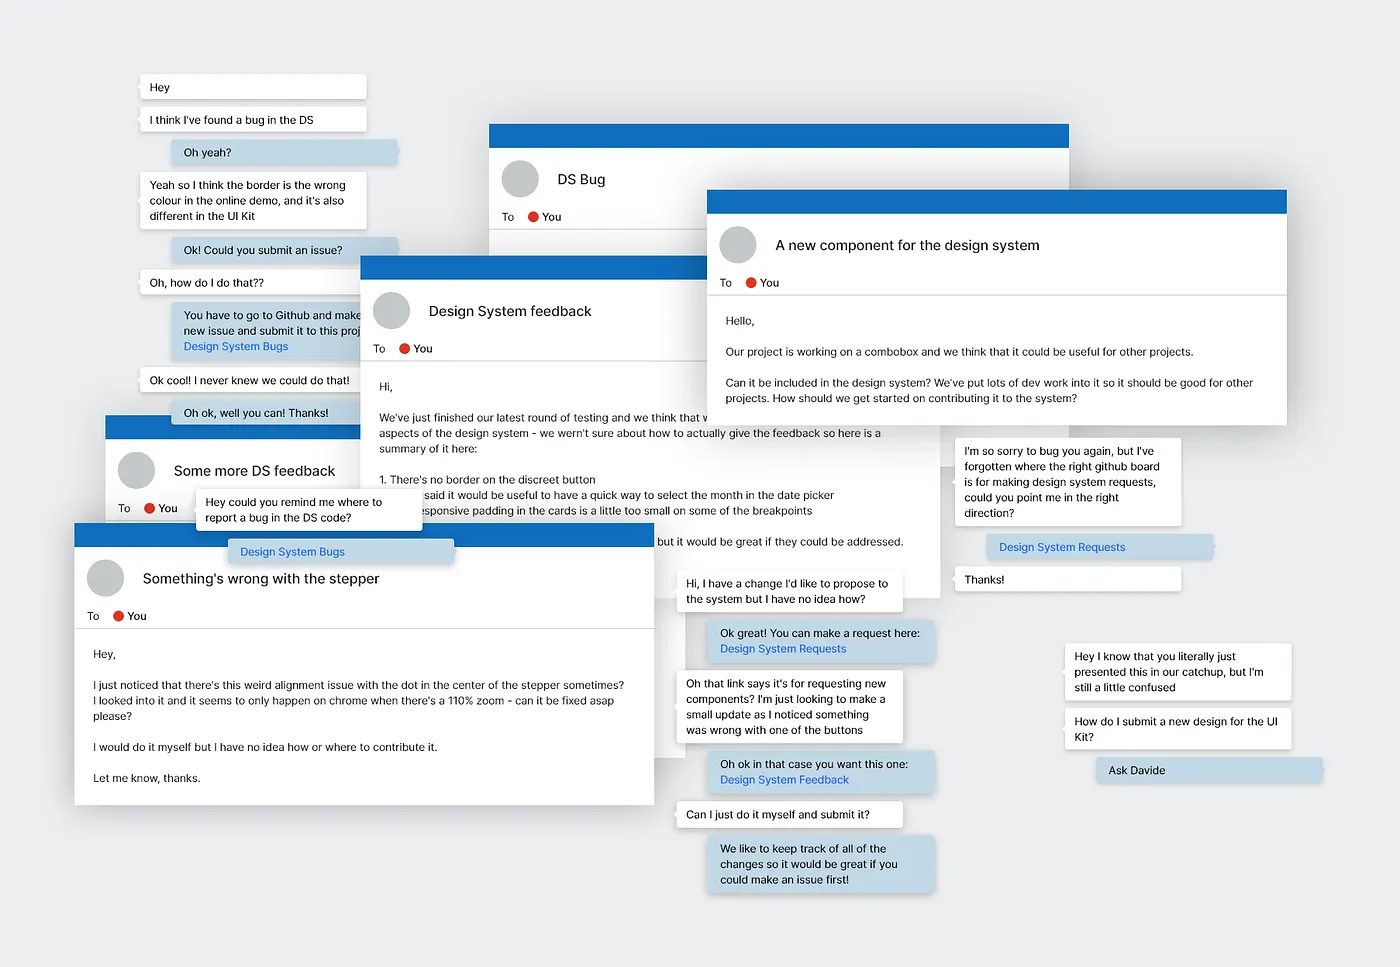 Hey
I think I've found a bug in the DS
Oh yeah?
Yeah so I think the border is the wrong
colour in the online demo, and it's also
different in the UI Kit
Ok! Could you submit an issue?
Oh, how do I do that??
You have to go to Github and make
new issue and submit it to this
Design System Bugs
Ok cool! I never knew we could do that!
Oh ok, well you can! Thanks!
DS Bug
To You
A new component for the design system
To You
Hello,
Our project is working on a combobox and we think that it could be useful for other projects.
Can it be included in the design system? We've put lots of dev work into it so it should be good for other
projects. How should we get started on contributing it to the system?
Design System feedback
To You
Hi,
We've just finished our latest round of testing and we think that
aspects of the design system - we wern't sure about how to actually give the feedback so here is a
summary of it here:
1. There's no border on the discreet button
said it would be useful to have a quick way to select the month in the date picker
esponsive padding in the cards is a little too small on some of the breakpoints
but it would be great if they could be addressed.
Some more DS feedback
To You
Hey could you remind me where to
report a bug in the DS code?
Design System Bugs
Something's wrong with the stepper
To You
Hey,
I just noticed that there's this weird alignment issue with the dot in the center of the stepper sometimes?
I looked into it and it seems to only happen on chrome when there's a 110% zoom - can it be fixed asap
please?
I would do it myself but I have no idea how or where to contribute it.
Let me know, thanks.
Hi, I have a change I'd like to propose to
the system but I have no idea how?
Ok great! You can make a request here:
Design System Requests
Oh that link says it's for requesting new
components? I'm just looking to make a
small update as I noticed something
was wrong with one of the buttons
Oh ok in that case you want this one:
Design System Feedback
Can I just do it myself and submit it?
We like to keep track of all of the
changes so it would be great if you
could make an issue first!
I'm so sorry to bug you again, but I've
forgotten where the right github board
is for making design system requests,
could you point me in the right
direction?
Design System Requests
Thanks!
Hey I know that you literally just
presented this in our catchup, but I'm
still a little confused
How do I submit a new design for the UI
Kit?
Ask Davide